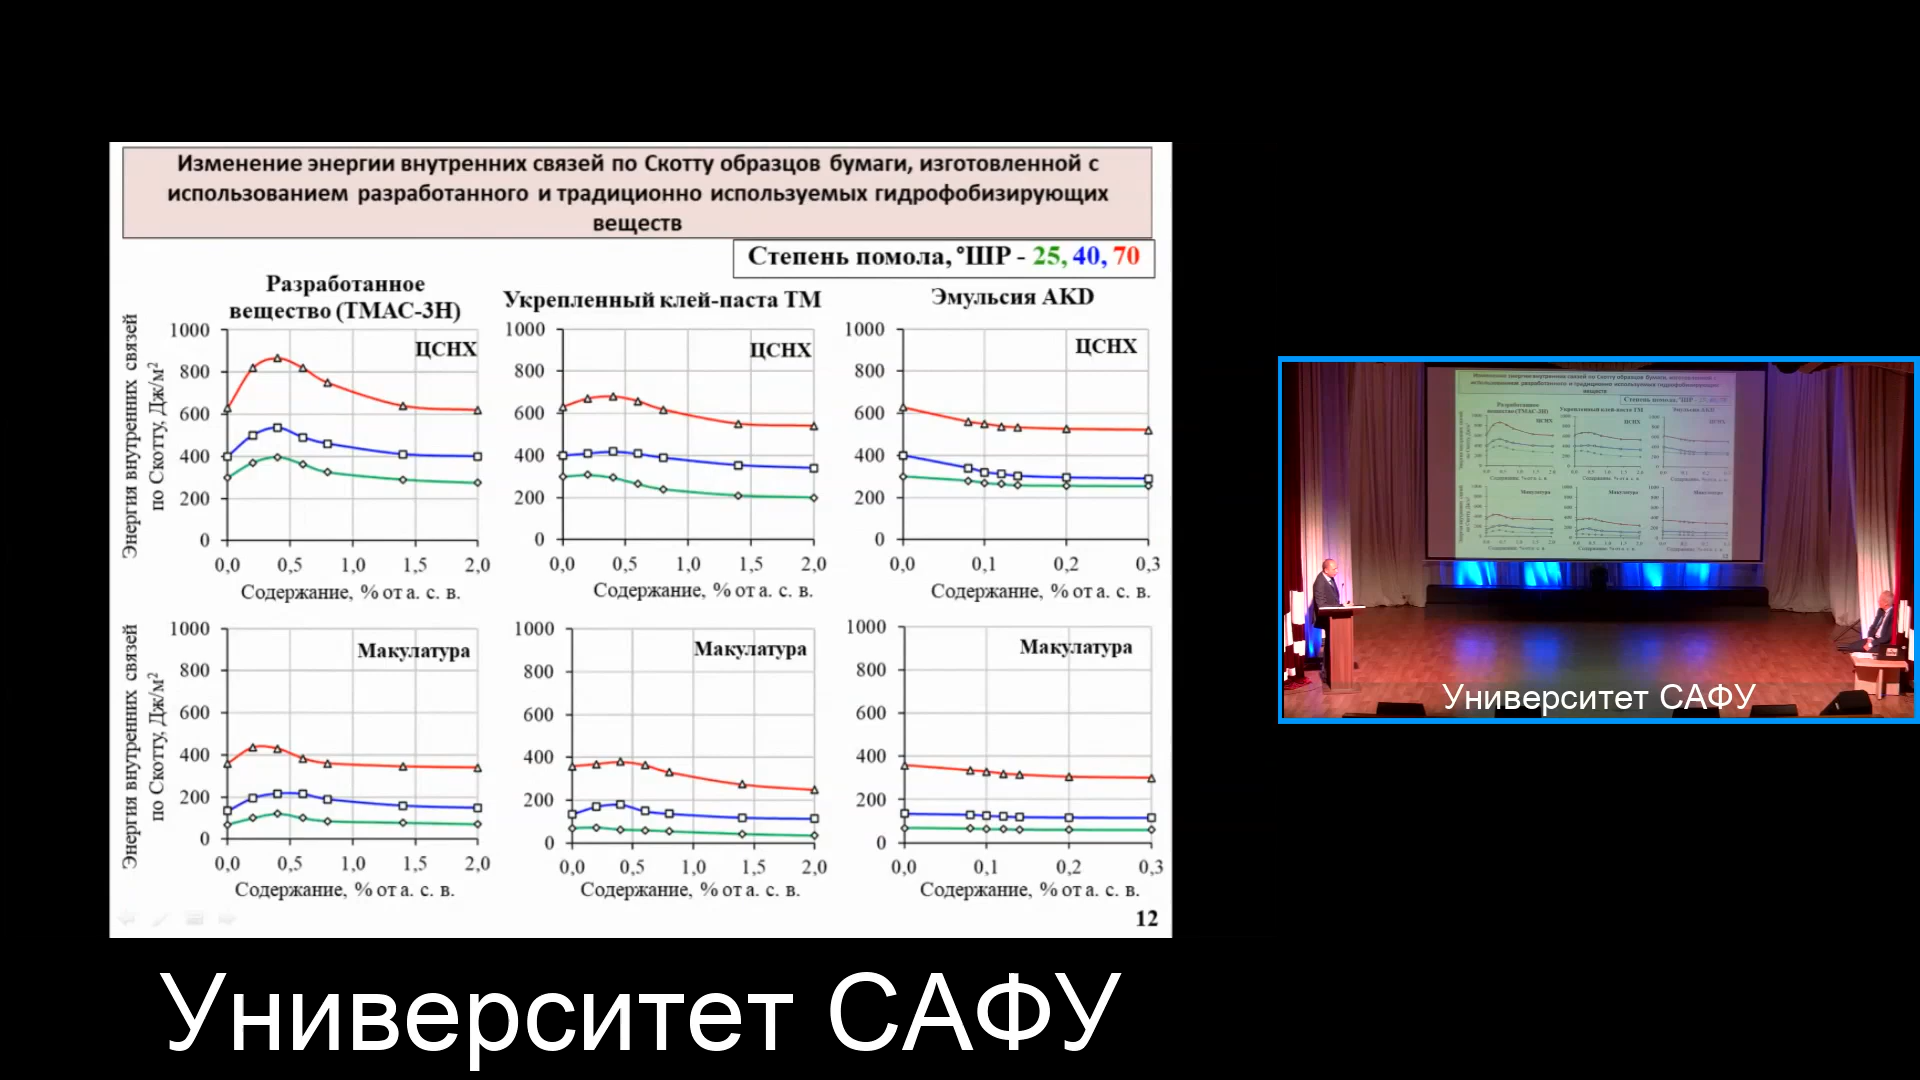 Изменение энергии внутренних связей по Скотту образцов бумаги, изготовленной с
использованием разработанного и традиционно используемых гидрофобизирующих
веществ
Степень помола, °ШР - 25, 40, 70
Разработанное
вещество (ТМАС-3Н)
Энергия внутренних связей
по Скотту, Дж/м²
1000
800
600
400
200
0
ЦСНХ
0,0 0,5 1,0 1,5 2,0
Содержание, % от а. с. в.
Укрепленный клей-паста ТМ
1000
800
600
400
200
0
ЦСНХ
0,0 0,5 1,0 1,5 2,0
Содержание, % от а. с. в.
Эмульсия AKD
1000
800
600
400
200
0
ЦСНХ
0,0 0,1 0,2 0,3
Содержание, % от а. с. в.
Энергия внутренних связей
по Скотту, Дж/м²
1000
800
600
400
200
0
Макулатура
0,0 0,5 1,0 1,5 2,0
Содержание, % от а. с. в.
1000
800
600
400
200
0
Макулатура
0,0 0,5 1,0 1,5 2,0
Содержание, % от а. с. в.
1000
800
600
400
200
0
Макулатура
0,0 0,1 0,2 0,3
Содержание, % от а. с. в.
12
Университет САФУ
Университет САФУ